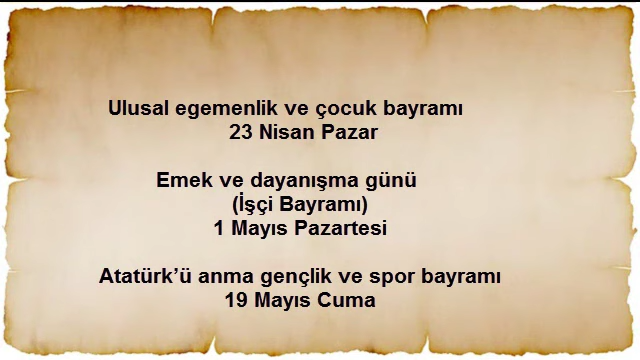 Ulusal egemenlik ve çocuk bayramı
23 Nisan Pazar
Emek ve dayanışma günü
(İşçi Bayramı)
1 Mayıs Pazartesi
Atatürk’ü anma gençlik ve spor bayramı
19 Mayıs Cuma